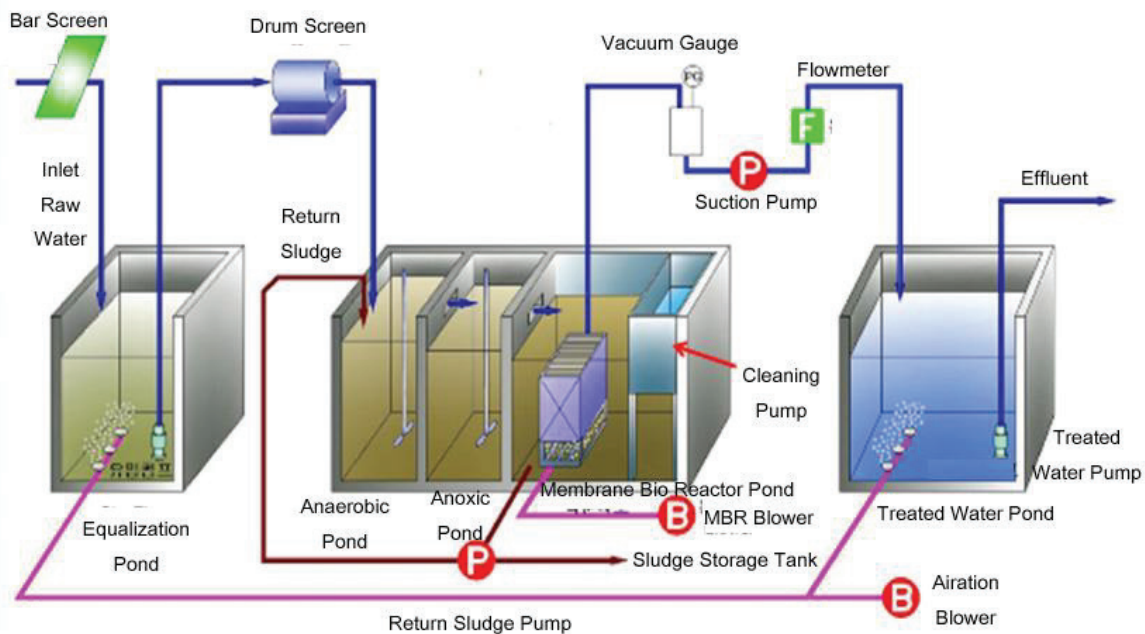 Bar Screen
Drum Screen
Vacuum Gauge
PG
Flowmeter
F
Inlet
Raw
Water
Return
Sludge
P
Suction Pump
Effluent
Cleaning
Pump
Treated
Water Pump
Equalization
Pond
Anaerobic
Pond
Anoxic
Pond
Membrane Bio Reactor Pond
B
MBR Blower
Treated Water Pond
P
Sludge Storage Tank
B
Airation
Blower
Return Sludge Pump